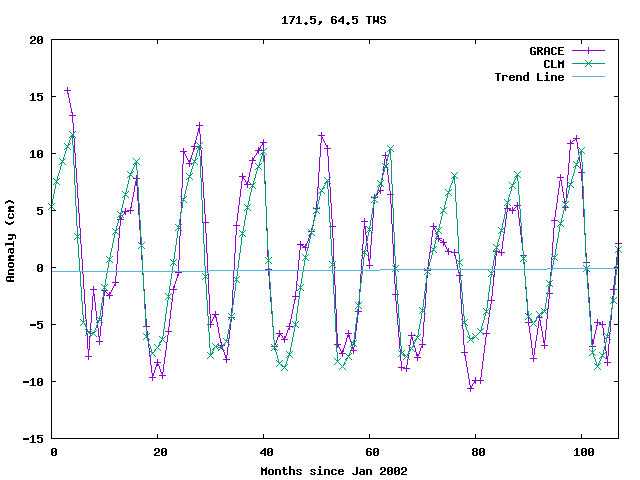 171.5, 64.5 TWS
GRACE
CLM
Trend Line
20
15
10
5
0
-5
-10
-15
Anomaly (cm)
0 20 40 60 80 100
Months since Jan 2002